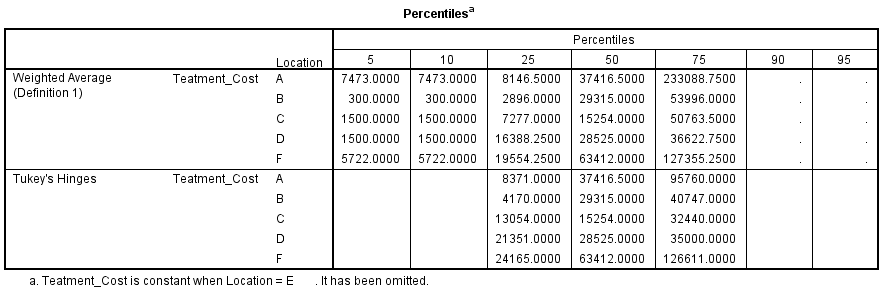 Percentilesa
Percentiles
Location 5 10 25 50 75 90 95
Weighted Average Teatment_Cost A 7473.0000 7473.0000 8146.5000 37416.5000 233088.7500 . .
(Definition 1) B 300.0000 300.0000 2896.0000 29315.0000 53996.0000 . .
C 1500.0000 1500.0000 7277.0000 15254.0000 50763.5000 . .
D 1500.0000 1500.0000 16388.2500 28525.0000 36622.7500 . .
F 5722.0000 5722.0000 19554.2500 63412.0000 127355.2500 . .
Tukey's Hinges Teatment_Cost A 8371.0000 37416.5000 95760.0000
B 4170.0000 29315.0000 40747.0000
C 13054.0000 15254.0000 32440.0000
D 21351.0000 28525.0000 35000.0000
F 24165.0000 63412.0000 126611.0000
a. Teatment_Cost is constant when Location = E . It has been omitted.